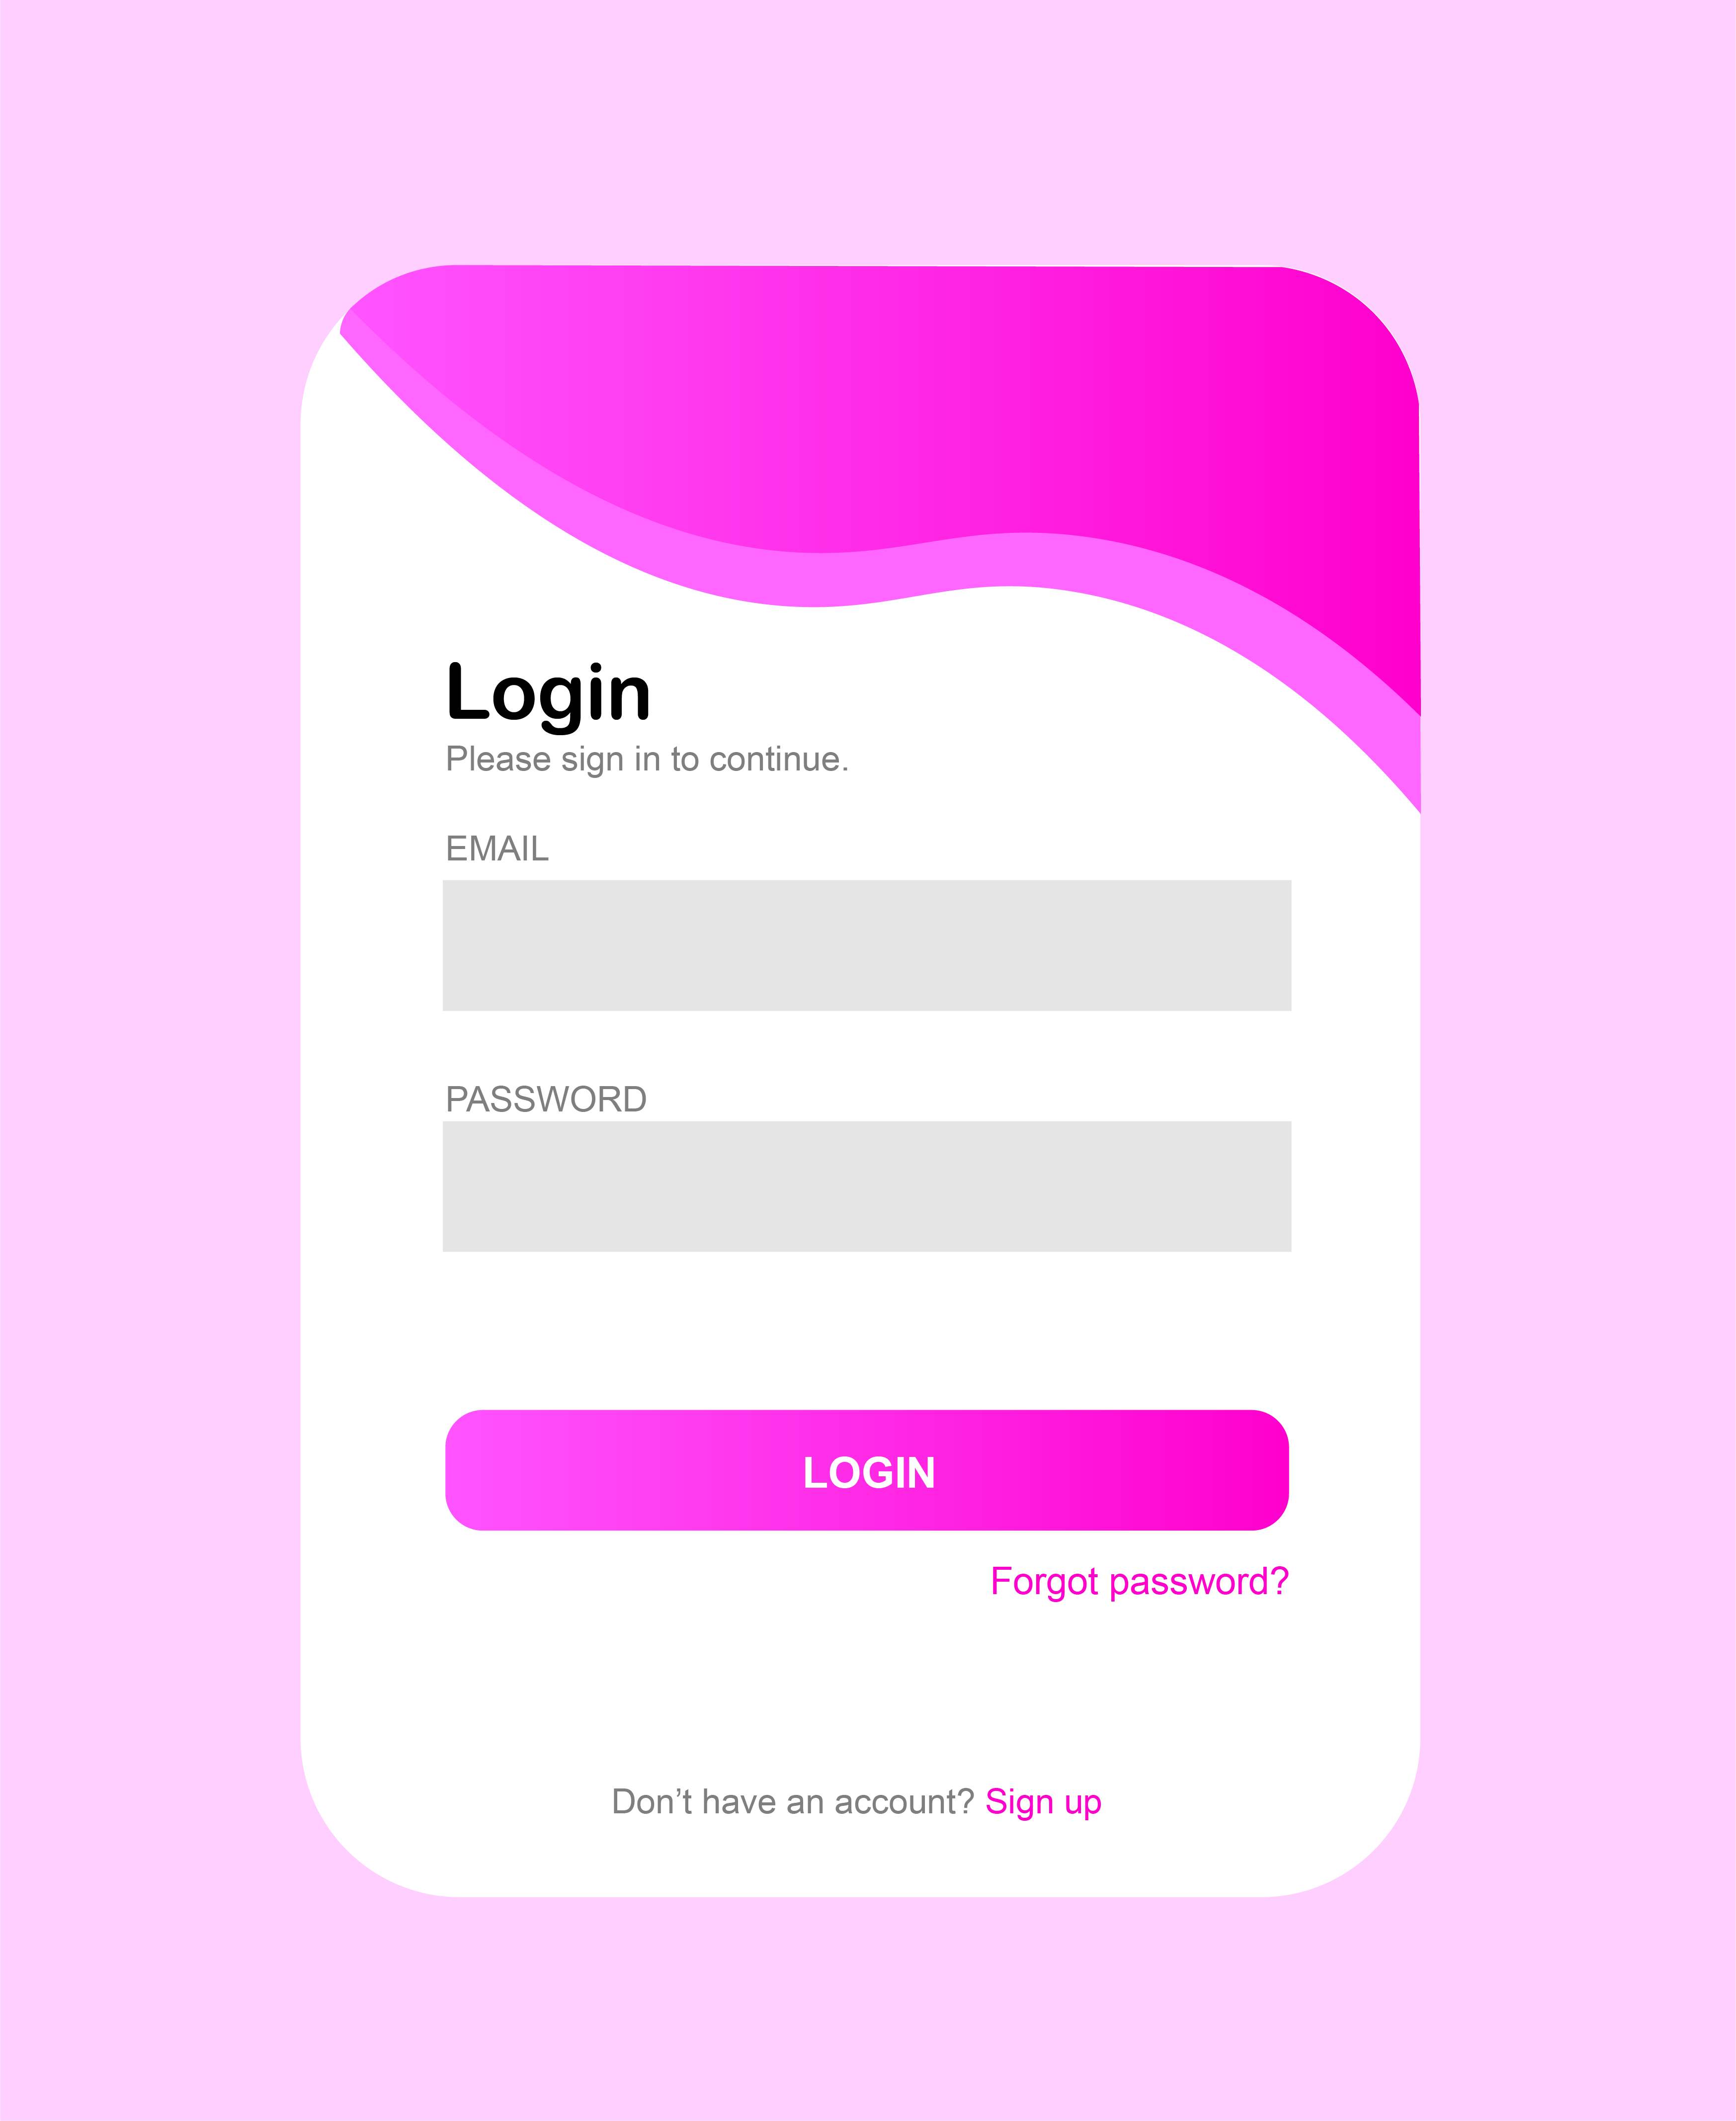 Login
Please sign in to continue.
EMAIL
PASSWORD
LOGIN
Forgot password?
Don’t have an account? Sign up